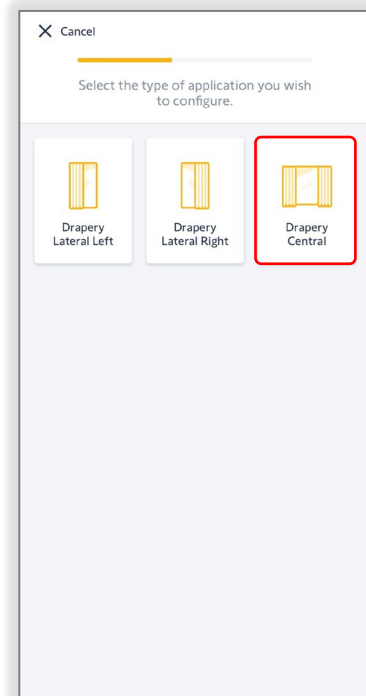 Cancel
Select the type of application you wish
to configure.
Drapery
Lateral Left
Drapery
Lateral Right
Drapery
Central